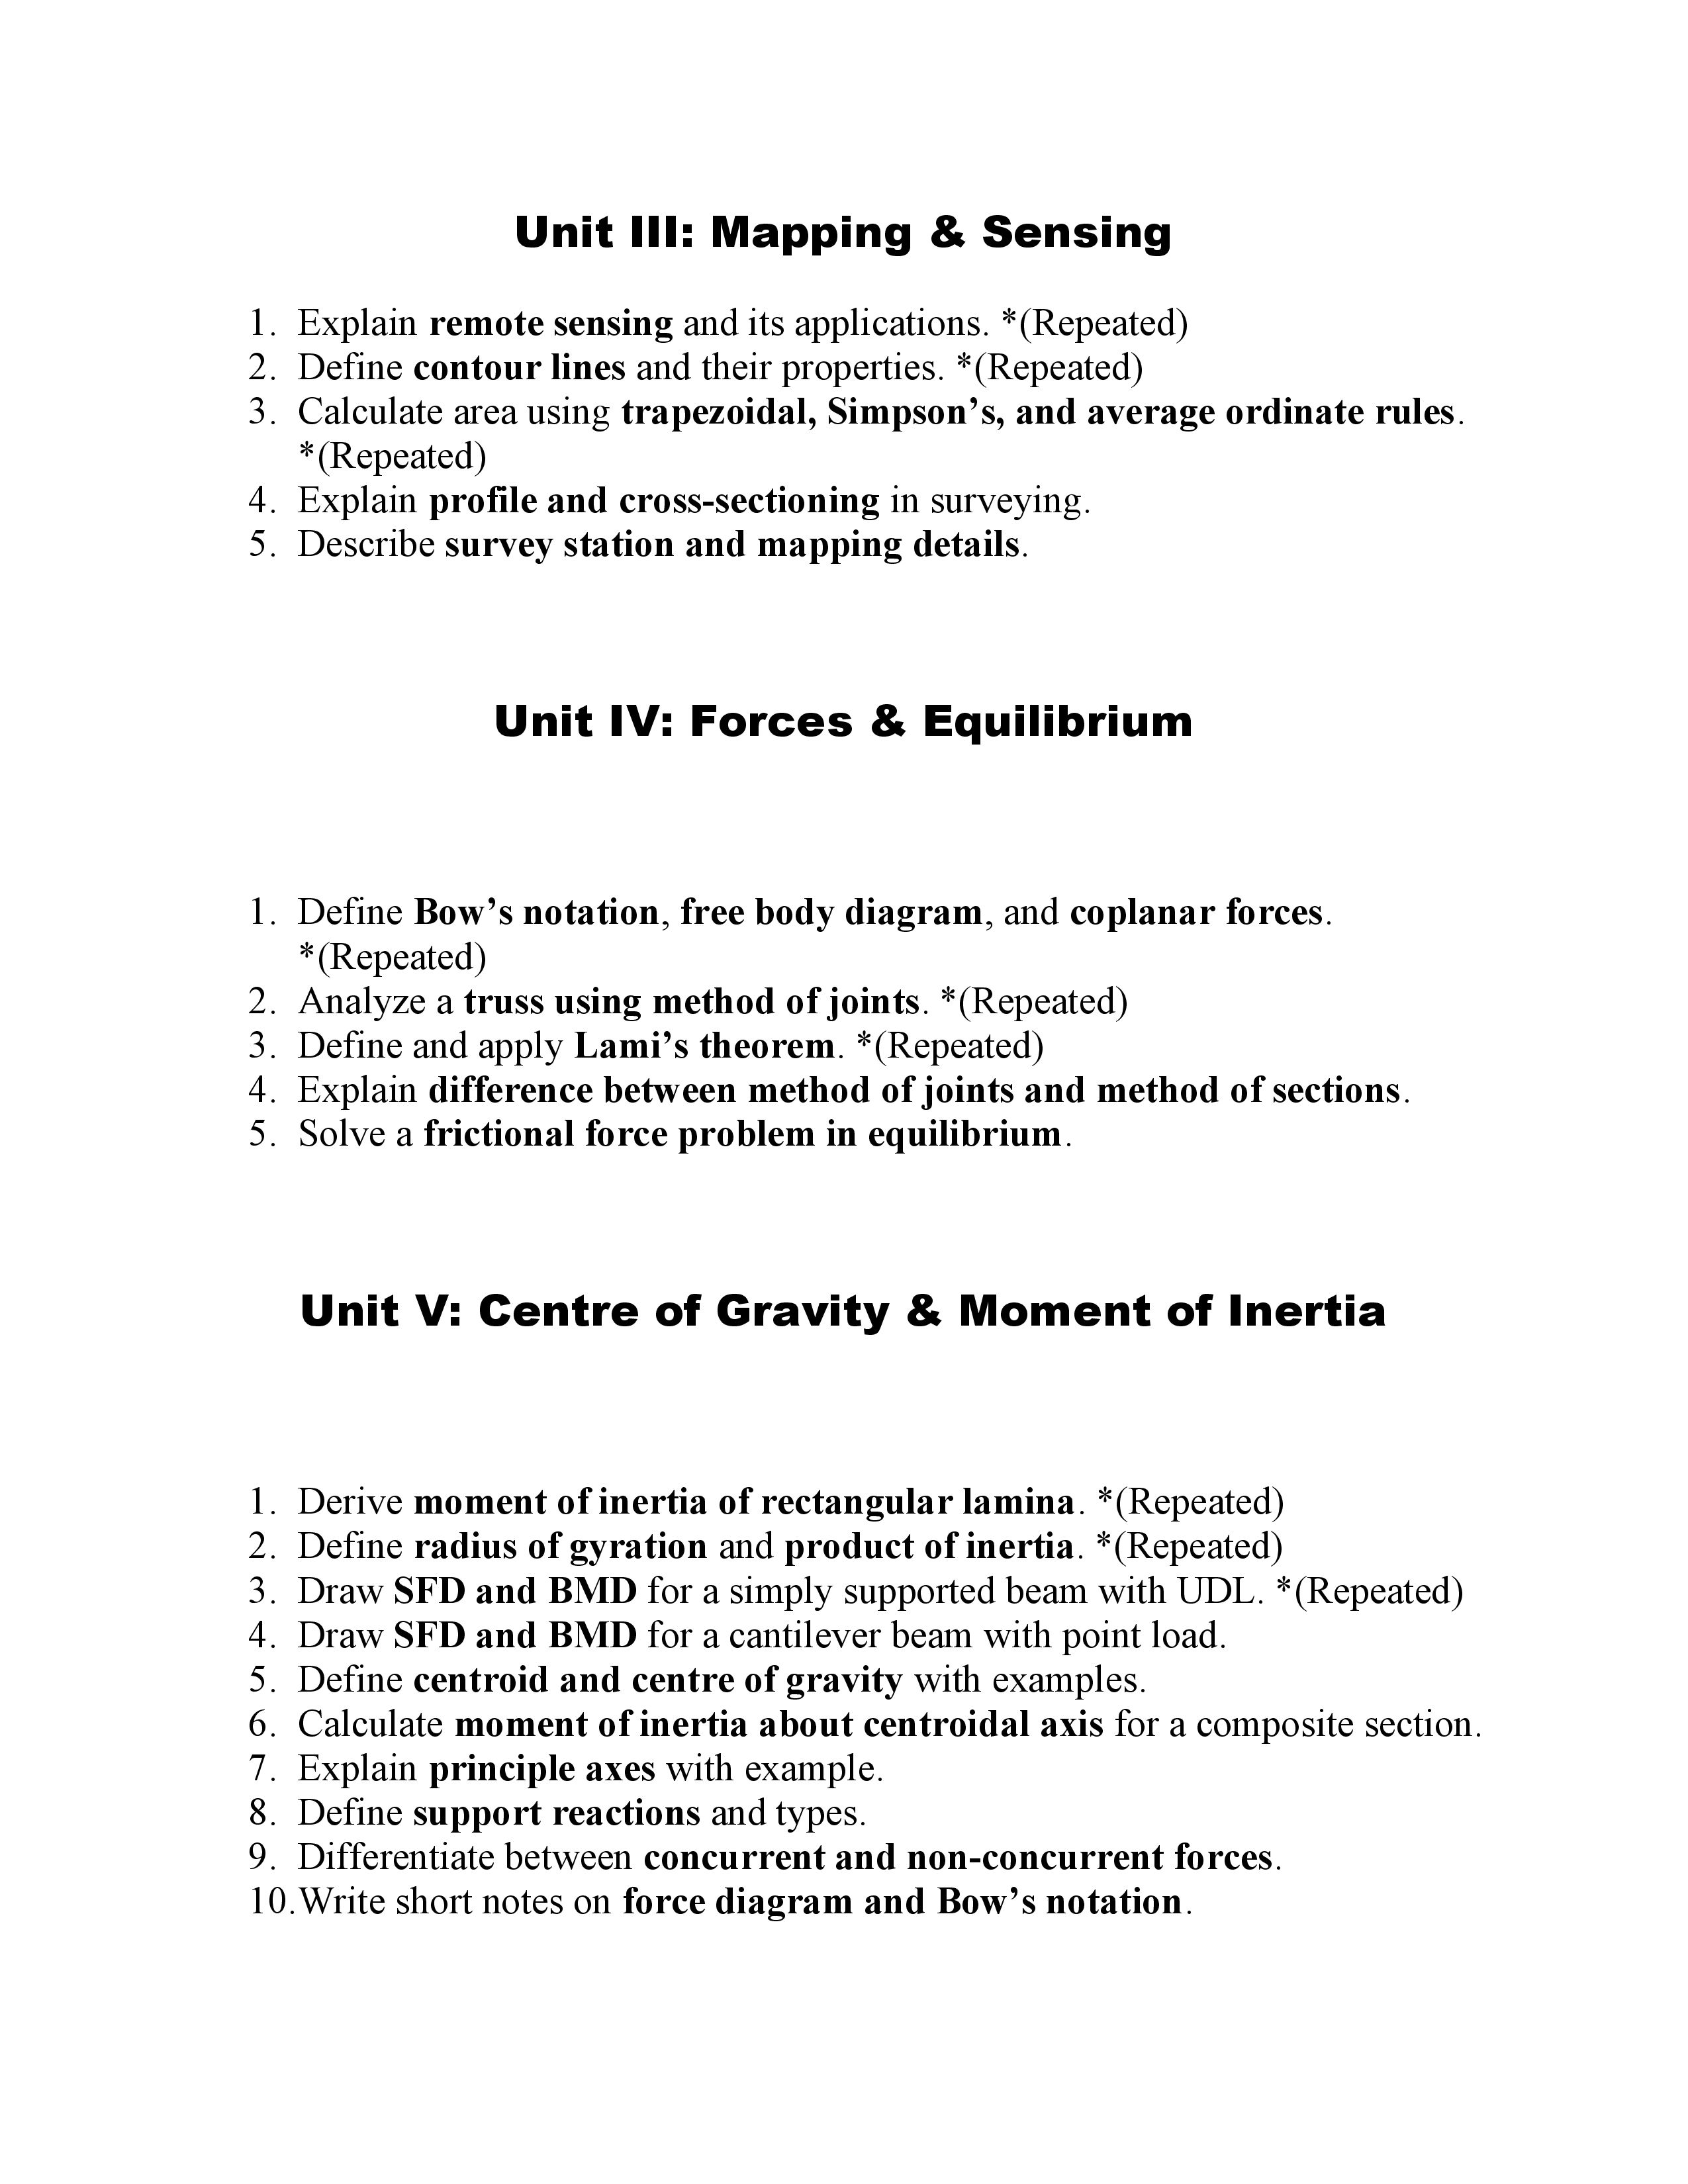 Unit III: Mapping & Sensing
1. Explain remote sensing and its applications. *(Repeated)
2. Define contour lines and their properties. *(Repeated)
3. Calculate area using trapezoidal, Simpson’s, and average ordinate rules.
*(Repeated)
4. Explain profile and cross-sectioning in surveying.
5. Describe survey station and mapping details.
Unit IV: Forces & Equilibrium
1. Define Bow’s notation, free body diagram, and coplanar forces.
*(Repeated)
2. Analyze a truss using method of joints. *(Repeated)
3. Define and apply Lami’s theorem. *(Repeated)
4. Explain difference between method of joints and method of sections.
5. Solve a frictional force problem in equilibrium.
Unit V: Centre of Gravity & Moment of Inertia
1. Derive moment of inertia of rectangular lamina. *(Repeated)
2. Define radius of gyration and product of inertia. *(Repeated)
3. Draw SFD and BMD for a simply supported beam with UDL. *(Repeated)
4. Draw SFD and BMD for a cantilever beam with point load.
5. Define centroid and centre of gravity with examples.
6. Calculate moment of inertia about centroidal axis for a composite section.
7. Explain principle axes with example.
8. Define support reactions and types.
9. Differentiate between concurrent and non-concurrent forces.
10.Write short notes on force diagram and Bow’s notation.